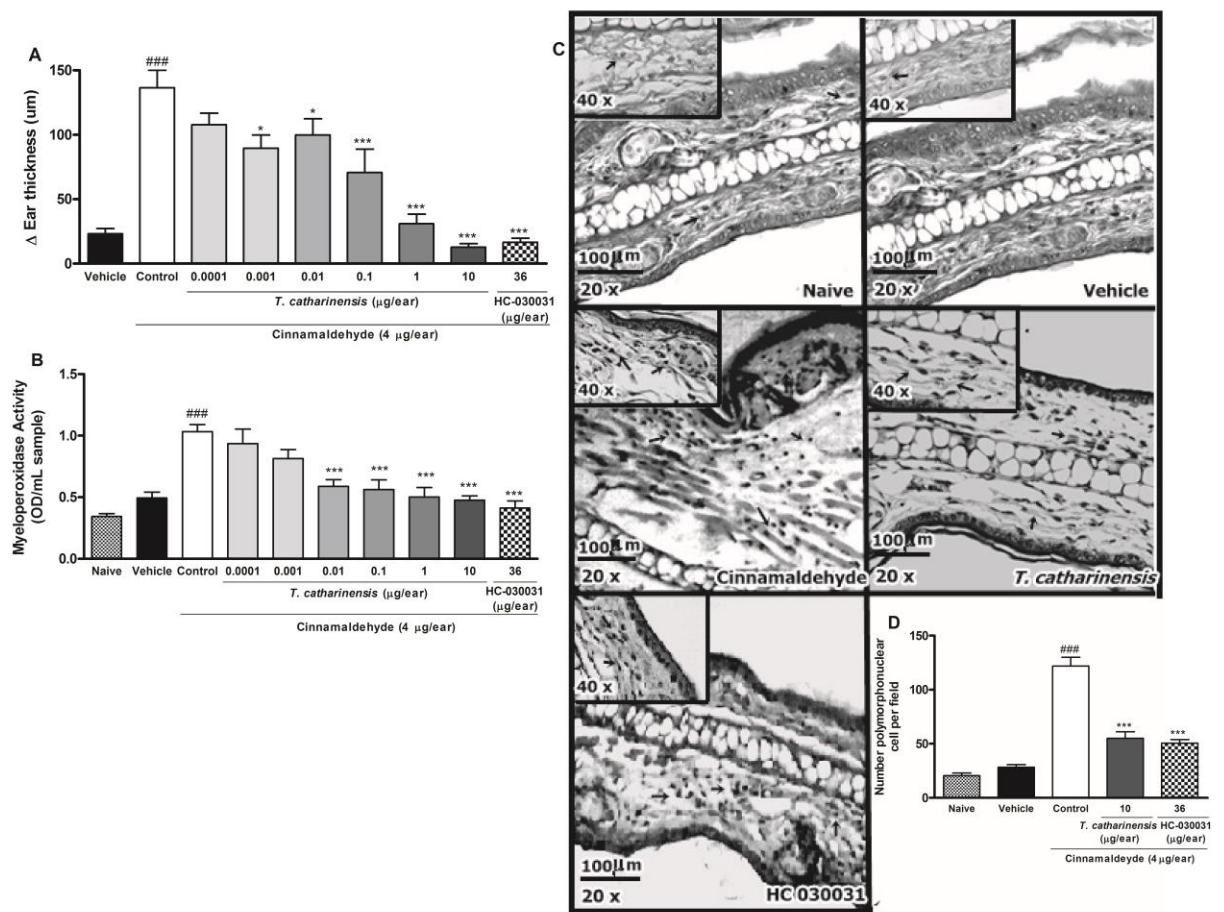 A
Δ Ear thickness (um)
150
100
50
0
###
*
*
***
***
***
***
Vehicle Control 0.0001 0.001 0.01 0.1 1 10 36
T. catharinensis (µg/ear)
HC-030031
(µg/ear)
Cinnamaldehyde (4 µg/ear)
B
Myeloperoxidase Activity
(OD/mL sample)
1.5
1.0
0.5
0.0
###
***
***
***
***
***
Naive Vehicle Control 0.0001 0.001 0.01 0.1 1 10 36
T. catharinensis (µg/ear)
HC-030031
(µg/ear)
Cinnamaldehyde (4 µg/ear)
C
40 x
100µm
20 x
Naive
40 x
100µm
20 x
Vehicle
40 x
100µm
20 x
Cinnamaldehyde
40 x
100µm
20 x
T. catharinensis
40 x
100µm
20 x
HC 030031
D
Number polymorphonuclear
cell per field
150
100
50
0
###
***
***
Naive Vehicle Control 10 36
T. catharinensis HC-030031
(µg/ear) (µg/ear)
Cinnamaldeyde (4 µg/ear)